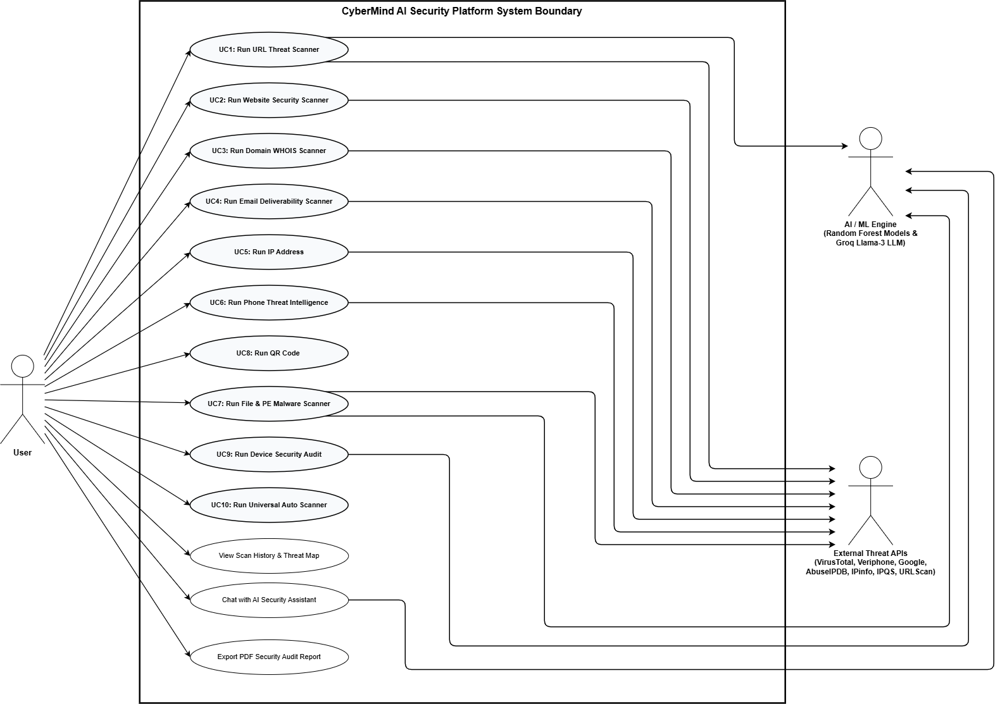 CyberMind AI Security Platform System Boundary
UC1: Run URL Threat Scanner
UC2: Run Website Security Scanner
UC3: Run Domain WHOIS Scanner
UC4: Run Email Deliverability Scanner
UC5: Run IP Address
UC6: Run Phone Threat Intelligence
UC8: Run QR Code
UC7: Run File & PE Malware Scanner
UC9: Run Device Security Audit
UC10: Run Universal Auto Scanner
View Scan History & Threat Map
Chat with AI Security Assistant
Export PDF Security Audit Report
User
AI / ML Engine
(Random Forest Models &
Groq Llama-3 LLM)
External Threat APIs
(VirusTotal, Veriphone, Google,
AbuseIPDB, IPinfo, IPQS, URLScan)